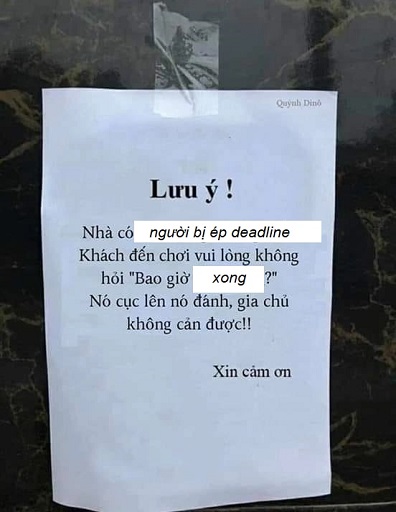 Quỳnh Dinô
Lưu ý !
Nhà có người bị ép deadline
Khách đến chơi vui lòng không
hỏi "Bao giờ xong ?"
Nó cục lên nó đánh, gia chủ
không cản được!!
Xin cảm ơn